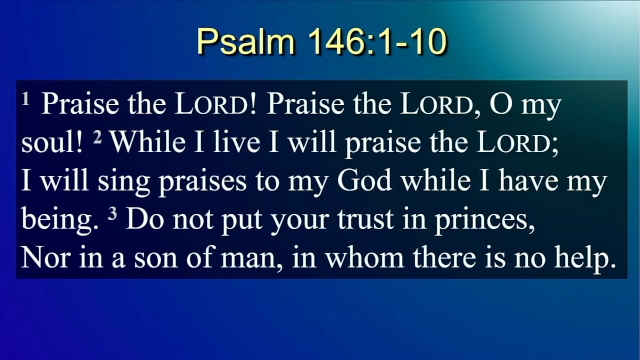 Psalm 146:1-10
¹ Praise the LORD! Praise the LORD, O my
soul! ² While I live I will praise the LORD;
I will sing praises to my God while I have my
being. ³ Do not put your trust in princes,
Nor in a son of man, in whom there is no help.